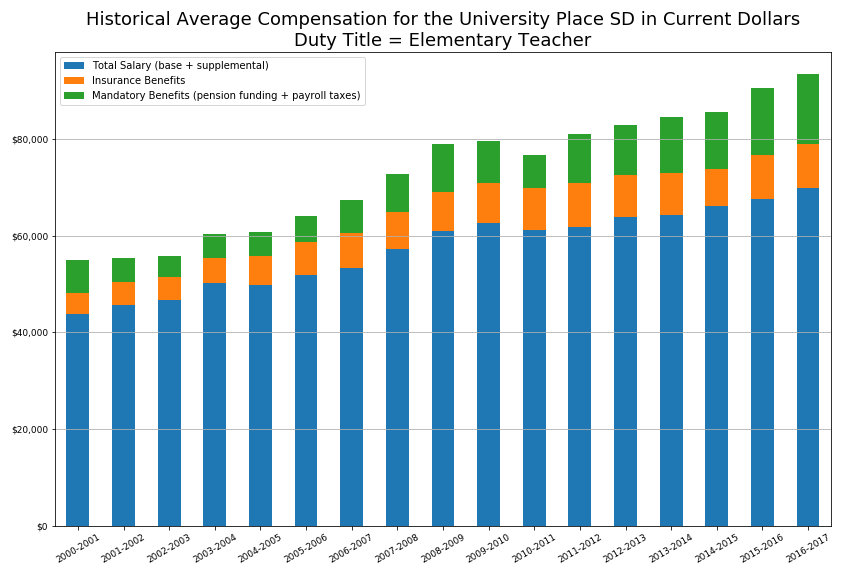 Historical Average Compensation for the University Place SD in Current Dollars
Duty Title = Elementary Teacher
Total Salary (base + supplemental)
Insurance Benefits
Mandatory Benefits (pension funding + payroll taxes)
$80,000
$60,000
$40,000
$20,000
$0
2000-2001 2001-2002 2002-2003 2003-2004 2004-2005 2005-2006 2006-2007 2007-2008 2008-2009 2009-2010 2010-2011 2011-2012 2012-2013 2013-2014 2014-2015 2015-2016 2016-2017